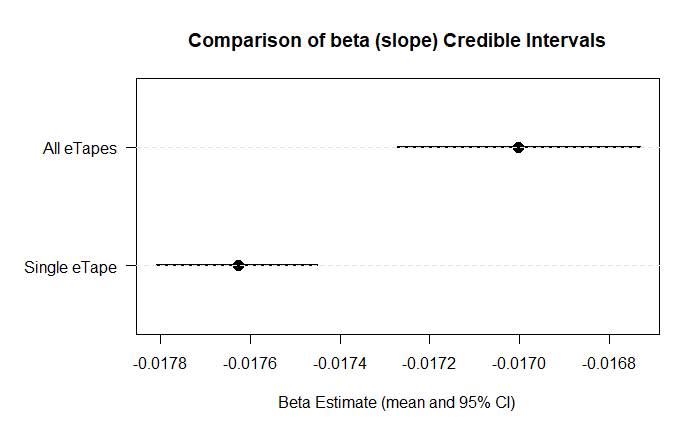 Comparison of beta (slope) Credible Intervals
All eTapes
Single eTape
-0.0178 -0.0176 -0.0174 -0.0172 -0.0170 -0.0168
Beta Estimate (mean and 95% CI)